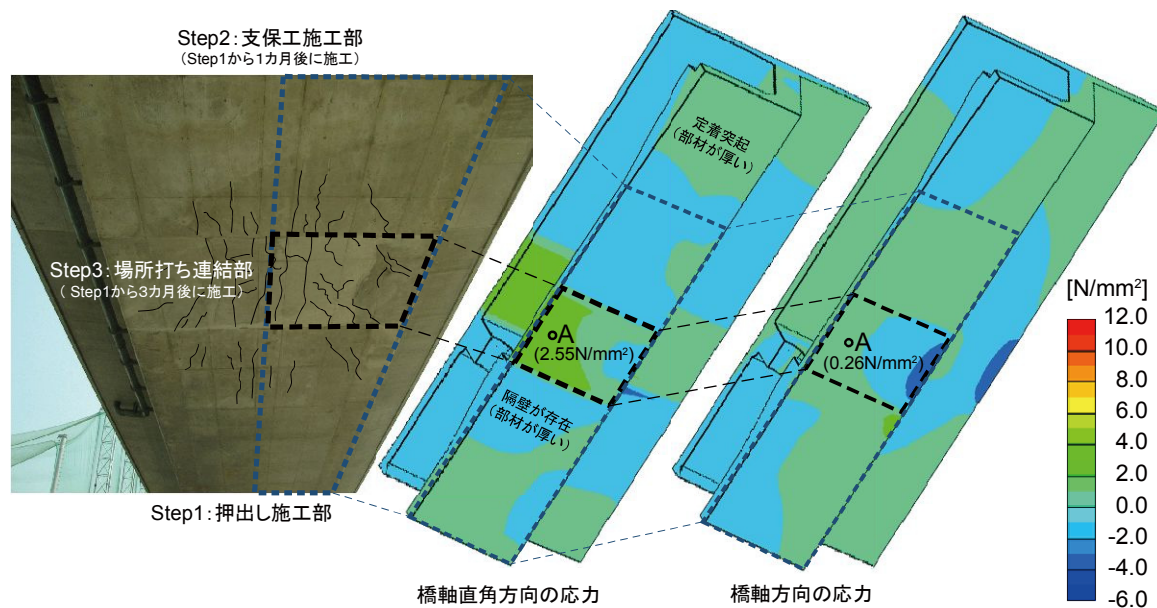 Step2：支保工施工部
（Step1から1カ月後に施工）
Step3：場所打ち連結部
（ Step1から3カ月後に施工）
Step1：押出し施工部
定着突起
（部材が厚い）
A
（2.55N/mm²）
隔壁が存在
（部材が厚い）
橋軸直角方向の応力
A
（0.26N/mm²）
橋軸方向の応力
[N/mm²]
12.0
10.0
8.0
6.0
4.0
2.0
0.0
-2.0
-4.0
-6.0